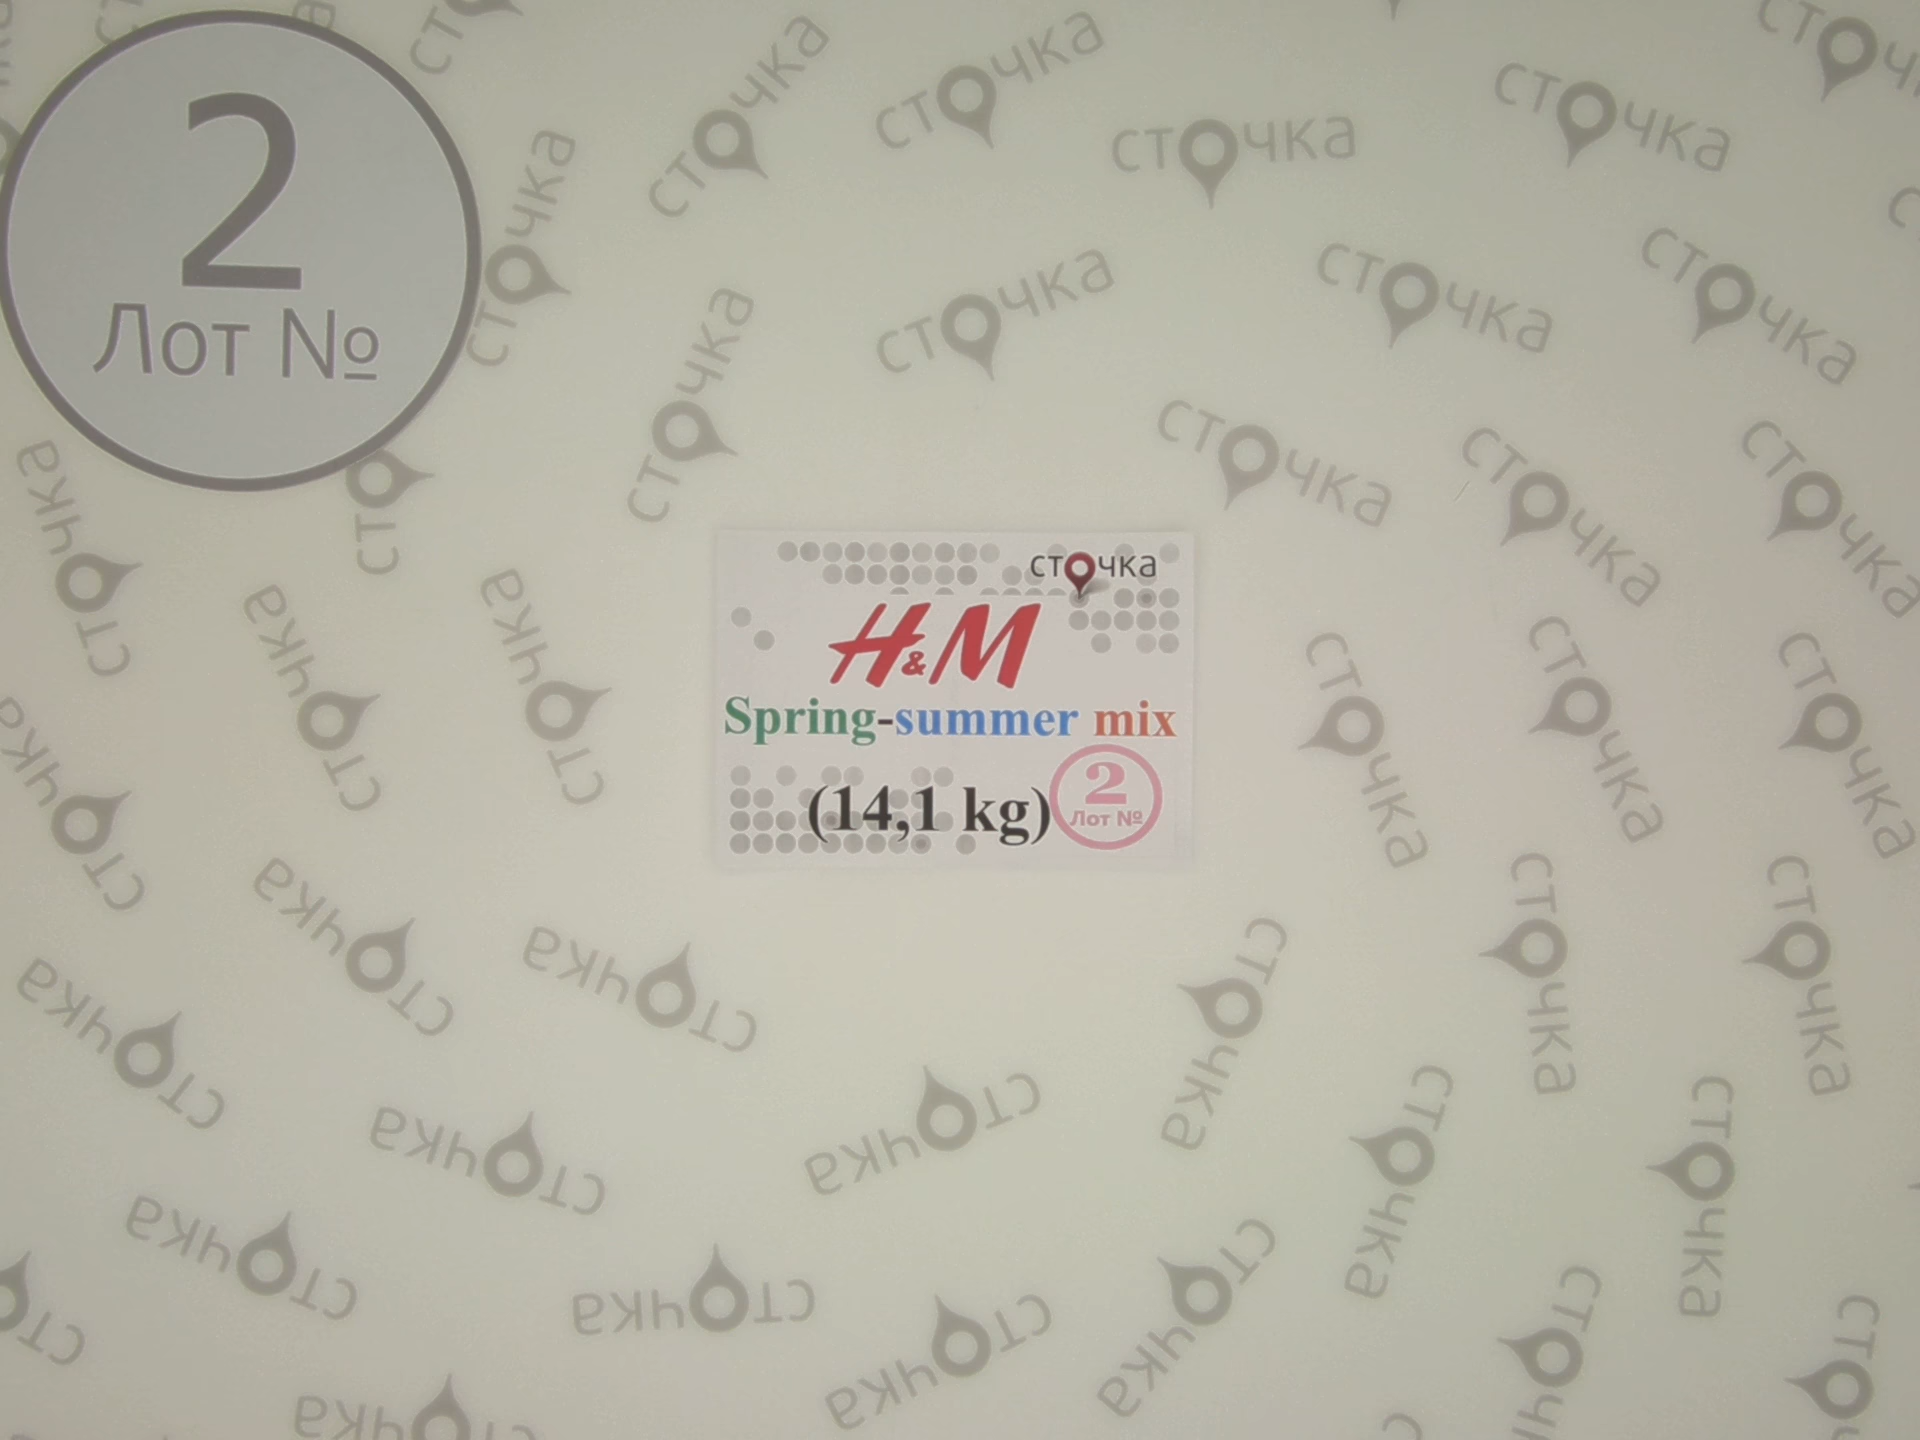 2
Лот №
сточка
H&M
Spring-summer mix
(14,1 kg)
2
Лот №